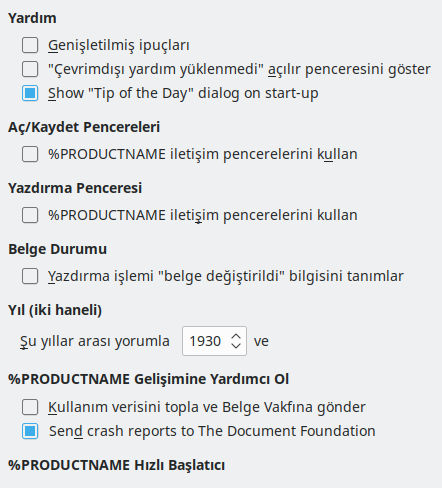 Yardım
Genişletilmiş ipuçları
"Çevrimdışı yardım yüklenmedi" açılır penceresini göster
Show "Tip of the Day" dialog on start-up
Aç/Kaydet Pencereleri
%PRODUCTNAME iletişim pencerelerini kullan
Yazdırma Penceresi
%PRODUCTNAME iletişim pencerelerini kullan
Belge Durumu
Yazdırma işlemi "belge değiştirildi" bilgisini tanımlar
Yıl (iki haneli)
Şu yıllar arası yorumla 1930 ve
%PRODUCTNAME Gelişimine Yardımcı Ol
Kullanım verisini topla ve Belge Vakfına gönder
Send crash reports to The Document Foundation
%PRODUCTNAME Hızlı Başlatıcı